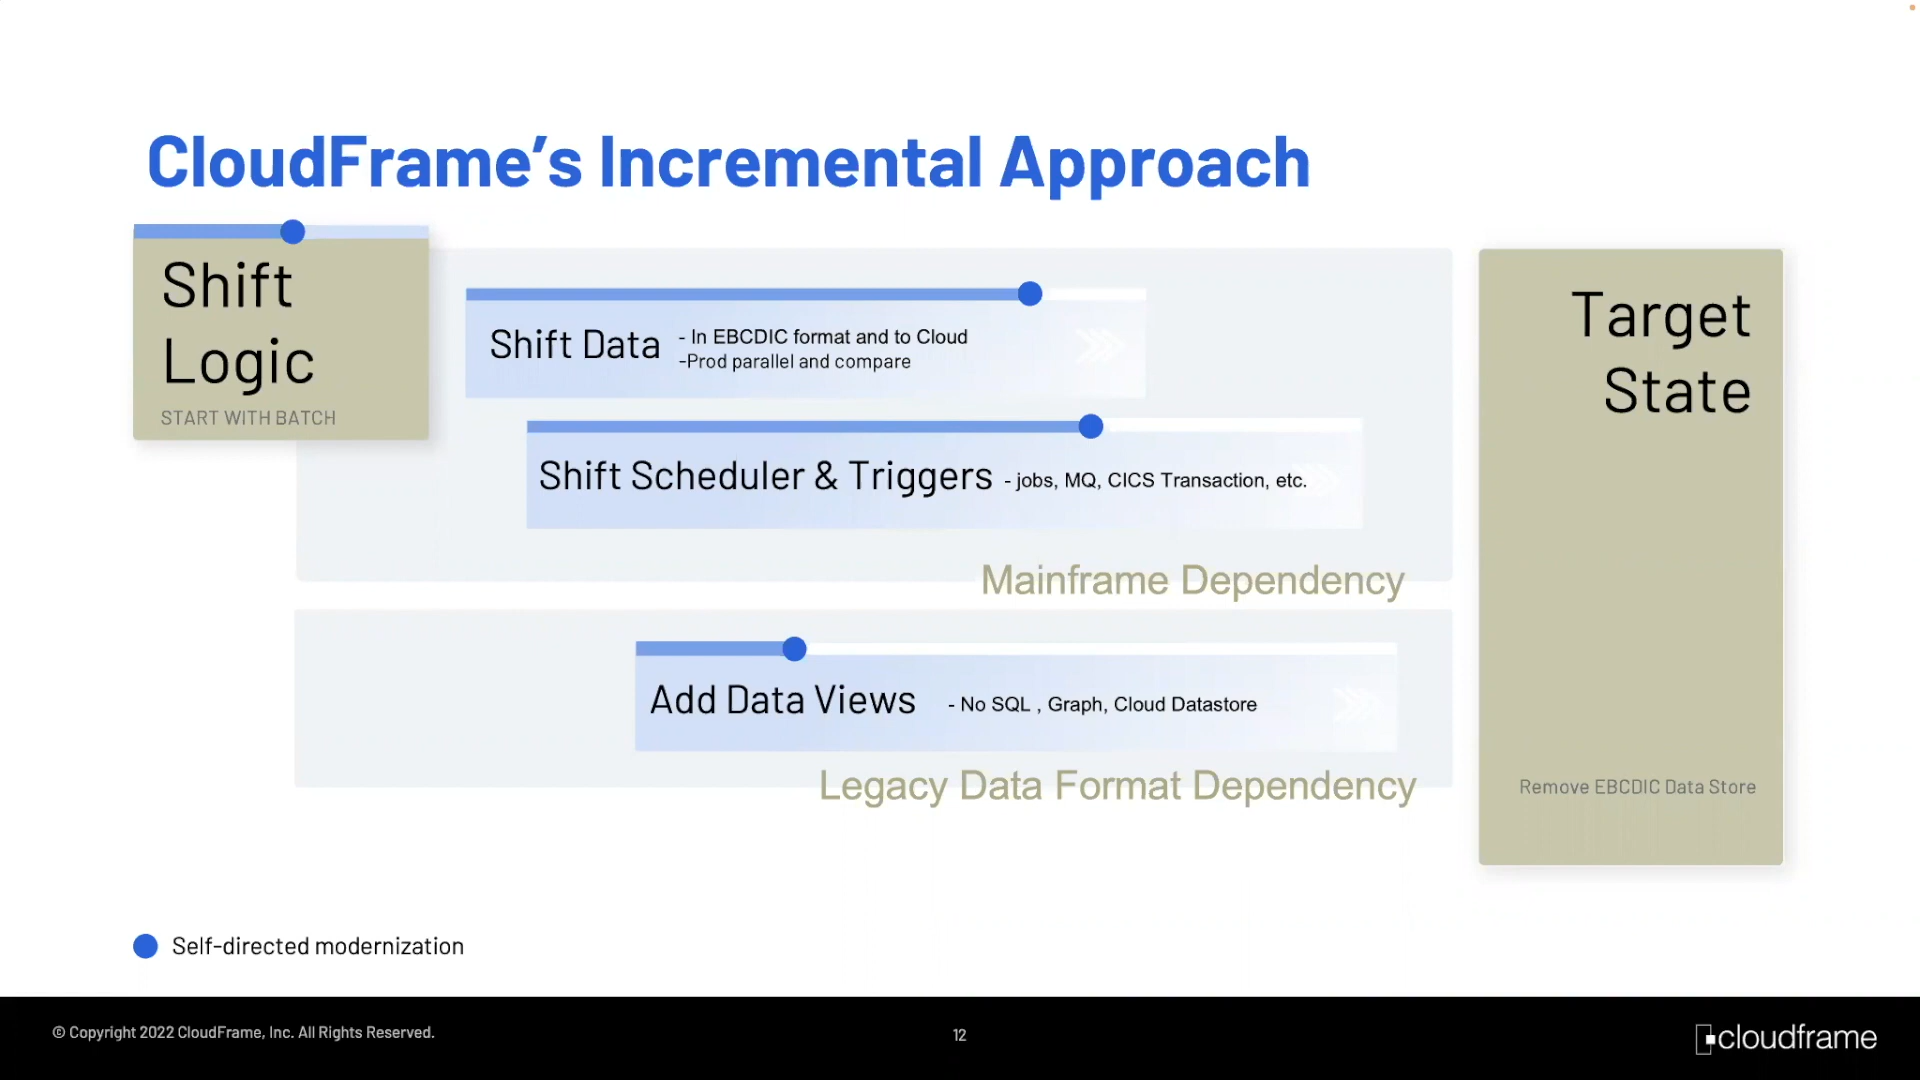 CloudFrame’s Incremental Approach
Shift
Logic
START WITH BATCH
Shift Data
- In EBCDIC format and to Cloud
-Prod parallel and compare
Shift Scheduler & Triggers - jobs, MQ, CICS Transaction, etc.
Mainframe Dependency
Add Data Views - No SQL , Graph, Cloud Datastore
Legacy Data Format Dependency
Target
State
Remove EBCDIC Data Store
Self-directed modernization
© Copyright 2022 CloudFrame, Inc. All Rights Reserved.
12
cloudframe